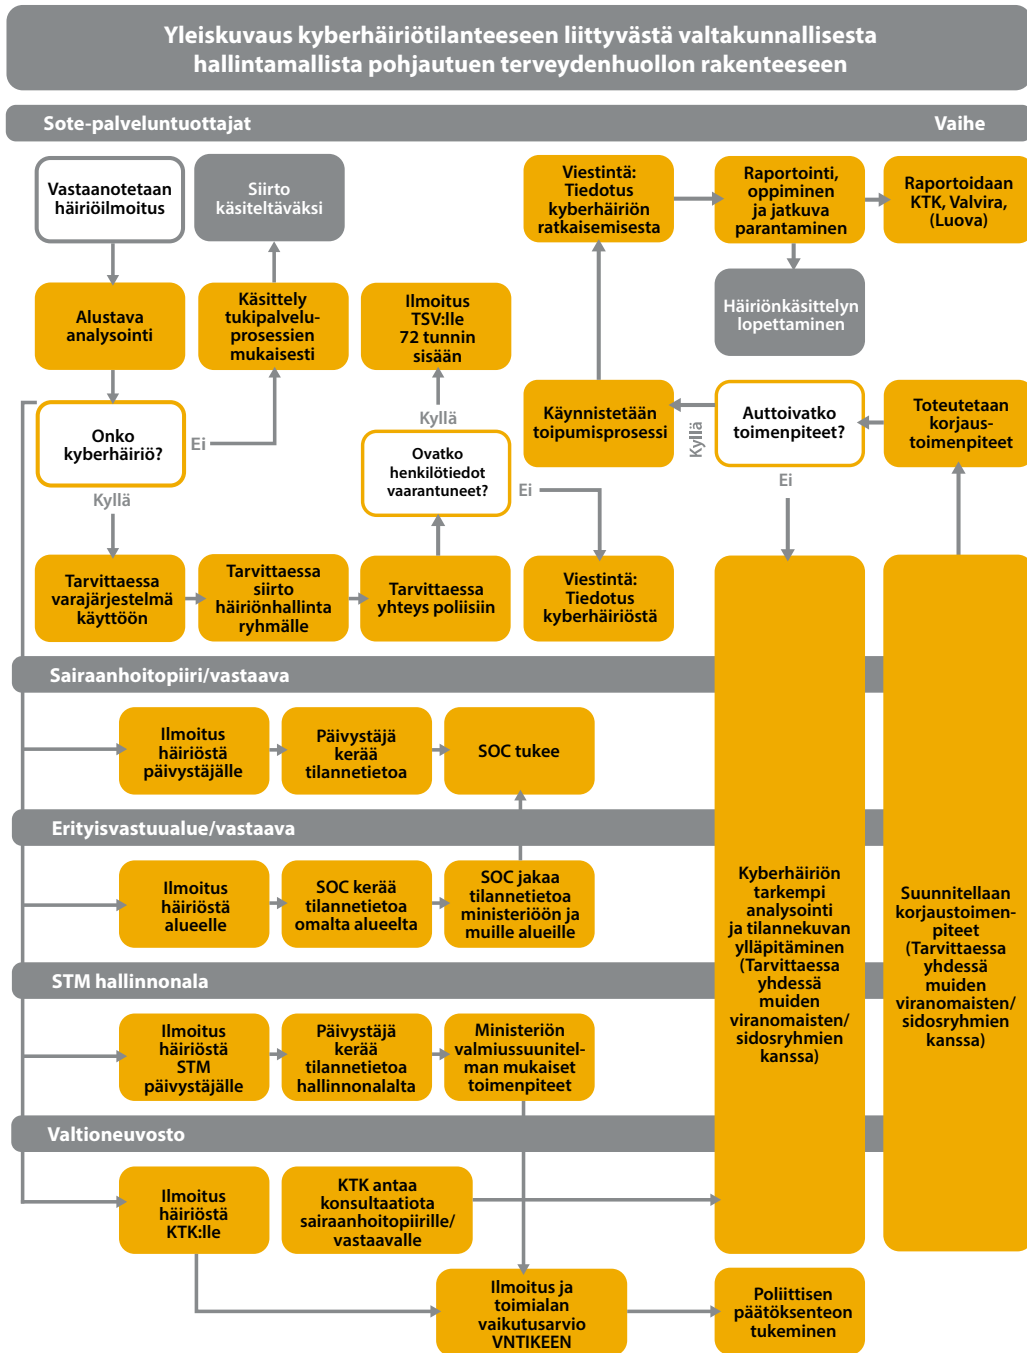 Yleiskuvaus kyberhäiriötilanteeseen liittyvästä valtakunnallisesta
hallintamallista pohjautuen terveydenhuollon rakenteeseen
Sote-palveluntuottajat
Vaihe
Vastaanotetaan
häiriöilmoitus
Siirto
käsiteltäväksi
Viestintä:
Tiedotus
kyberhäiriön
ratkaisemisesta
Raportointi,
oppiminen
ja jatkuva
parantaminen
Raportoidaan
KTK, Valvira,
(Luova)
Alustava
analysointi
Käsittely
tukipalvelu-
prosessien
mukaisesti
Ilmoitus
TSV:lle
72 tunnin
sisään
Häiriönkäsittelyn
lopettaminen
Onko
kyberhäiriö?
Ei
Kyllä
Kyllä
Ovatko
henkilötiedot
vaarantuneet?
Ei
Käynnistetään
toipumisprosessi
Kyllä
Auttoivatko
toimenpiteet?
Ei
Toteutetaan
korjaus-
toimenpiteet
Tarvittaessa
varajärjestelmä
käyttöön
Tarvittaessa
siirto
häiriönhallinta
ryhmälle
Tarvittaessa
yhteys poliisiin
Viestintä:
Tiedotus
kyberhäiriöstä
Sairaanhoitopiiri/vastaava
Ilmoitus
häiriöstä
päivystäjälle
Päivystäjä
kerää
tilannetietoa
SOC tukee
Erityisvastuualue/vastaava
Ilmoitus
häiriöstä
alueelle
SOC kerää
tilannetietoa
omalta alueelta
SOC jakaa
tilannetietoa
ministeriöön ja
muille alueille
Kyberhäiriön
tarkempi
analysointi
ja tilannekuvan
ylläpitäminen
(Tarvittaessa
yhdessä
muiden
viranomaisten/
sidosryhmien
kanssa)
Suunnitellaan
korjaustoimen-
piteet
(Tarvittaessa
yhdessä
muiden
viranomaisten/
sidosryhmien
kanssa)
STM hallinnonala
Ilmoitus
häiriöstä
STM
päivystäjälle
Päivystäjä
kerää
tilannetietoa
hallinnonalalta
Ministeriön
valmiussuunitel-
man mukaiset
toimenpiteet
Valtioneuvosto
Ilmoitus
häiriöstä
KTK:lle
KTK antaa
konsultaatiota
sairaanhoitopiirille/
vastaavalle
Ilmoitus ja
toimialan
vaikutusarvio
VNTIKEEN
Poliittisen
päätöksenteon
tukeminen